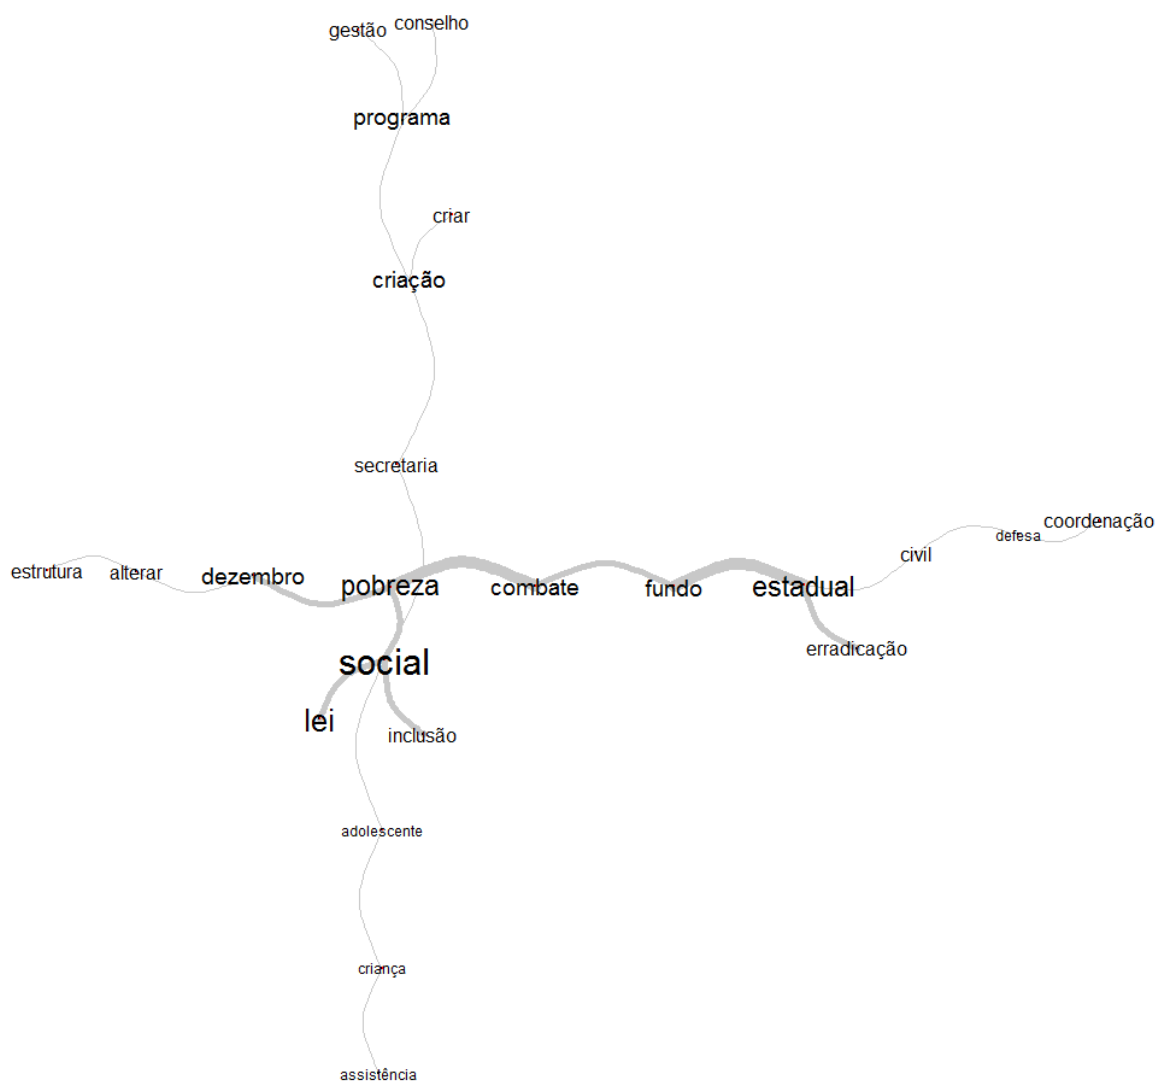 gestão
conselho
programa
criar
criação
secretaria
coordenação
defesa
civil
estrutura
alterar
dezembro
pobreza
combate
fundo
estadual
erradicação
social
lei
inclusão
adolescente
criança
assistência